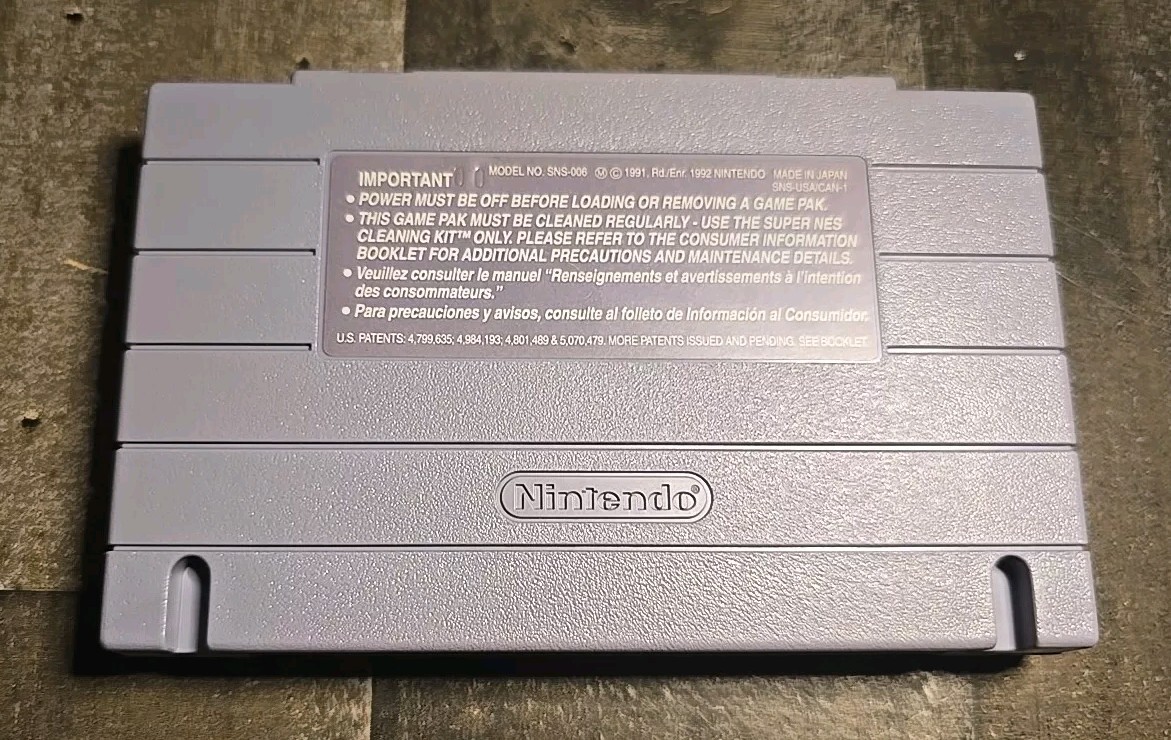 IMPORTANT MODEL NO. SNS-006 Ⓜ © 1991, Rd./Enr. 1992 NINTENDO MADE IN JAPAN
SNS-USA/CAN-1
• POWER MUST BE OFF BEFORE LOADING OR REMOVING A GAME PAK.
• THIS GAME PAK MUST BE CLEANED REGULARLY - USE THE SUPER NES
CLEANING KIT™ ONLY. PLEASE REFER TO THE CONSUMER INFORMATION
BOOKLET FOR ADDITIONAL PRECAUTIONS AND MAINTENANCE DETAILS.
• Veuillez consulter le manuel "Renseignements et avertissements à l'intention
des consommateurs."
• Para precauciones y avisos, consulte al folleto de Información al Consumidor.
U.S. PATENTS: 4,799,635; 4,984,193; 4,801,489 & 5,070,479. MORE PATENTS ISSUED AND PENDING. SEE BOOKLET.
Nintendo®